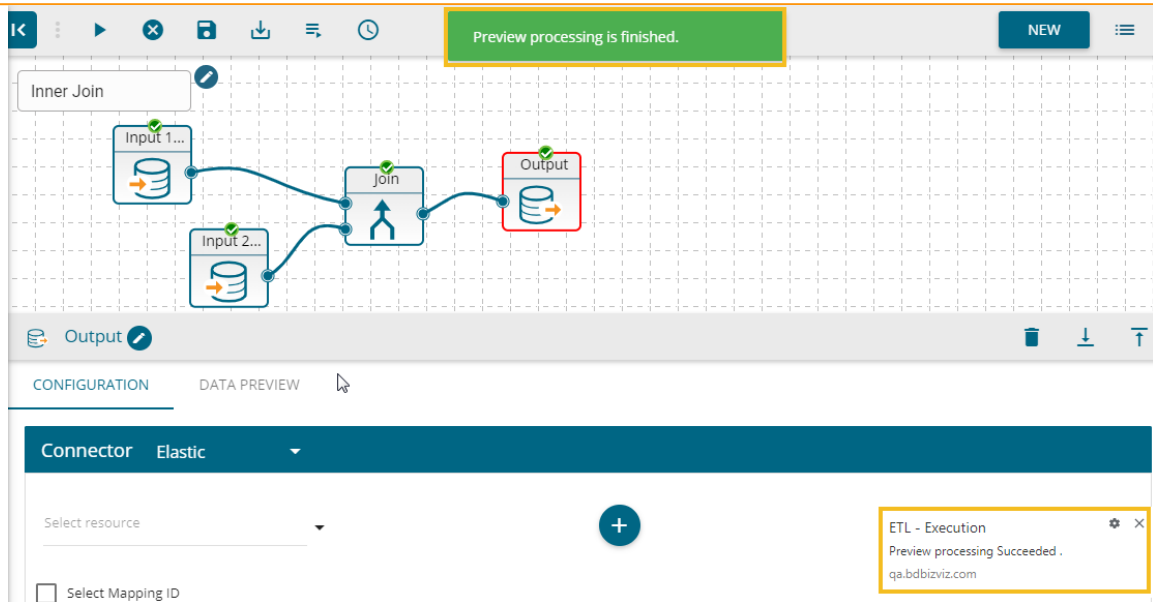 Preview processing is finished.
NEW
Inner Join
Input 1...
Join
Output
Input 2...
Output
CONFIGURATION
DATA PREVIEW
Connector
Elastic
Select resource
ETL - Execution
Preview processing Succeeded .
qa.bdbizviz.com
Select Mapping ID